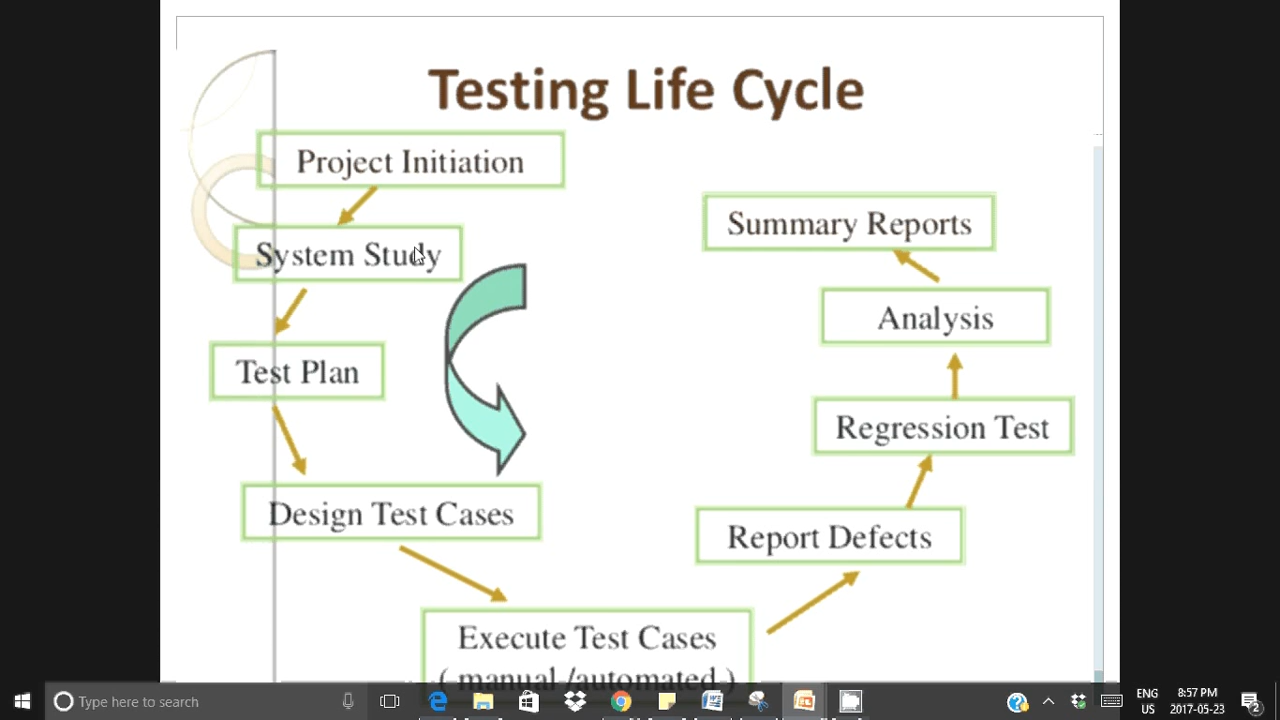 Testing Life Cycle
Project Initiation
System Study
Test Plan
Design Test Cases
Execute Test Cases
( manual /automated )
Report Defects
Regression Test
Analysis
Summary Reports
Type here to search
ENG
US
8:57 PM
2017-05-23
2